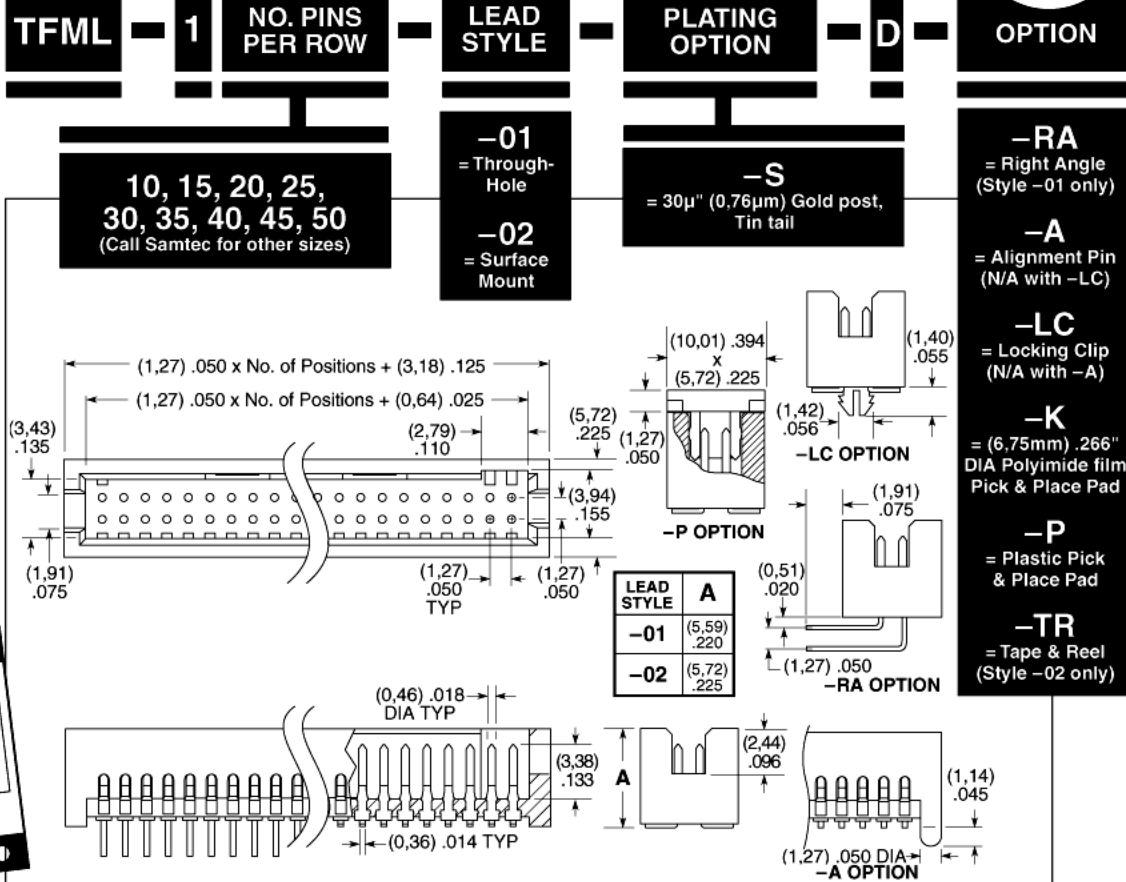 TFML
1
NO. PINS
PER ROW
LEAD
STYLE
PLATING
OPTION
D
OPTION
10, 15, 20, 25,
30, 35, 40, 45, 50
(Call Samtec for other sizes)
–01
= Through-
Hole
–02
= Surface
Mount
–S
= 30µ" (0,76µm) Gold post,
Tin tail
–RA
= Right Angle
(Style –01 only)
–A
= Alignment Pin
(N/A with –LC)
–LC
= Locking Clip
(N/A with –A)
–K
= (6,75mm) .266"
DIA Polyimide film
Pick & Place Pad
–P
= Plastic Pick
& Place Pad
–TR
= Tape & Reel
(Style –02 only)
(1,27) .050 x No. of Positions + (3,18) .125
(1,27) .050 x No. of Positions + (0,64) .025
(3,43)
.135
(2,79)
.110
(5,72)
.225
(3,94)
.155
(1,91)
.075
(1,27)
.050
TYP
(1,27)
.050
(10,01) .394
x
(5,72) .225
(1,27)
.050
–P OPTION
(1,40)
.055
(1,42)
.056
–LC OPTION
(1,91)
.075
(0,51)
.020
(1,27) .050
–RA OPTION
LEAD
STYLE
A
–01
(5,59)
.220
–02
(5,72)
.225
(0,46) .018
DIA TYP
(3,38)
.133
(0,36) .014 TYP
A
(2,44)
.096
(1,14)
.045
(1,27) .050 DIA
–A OPTION